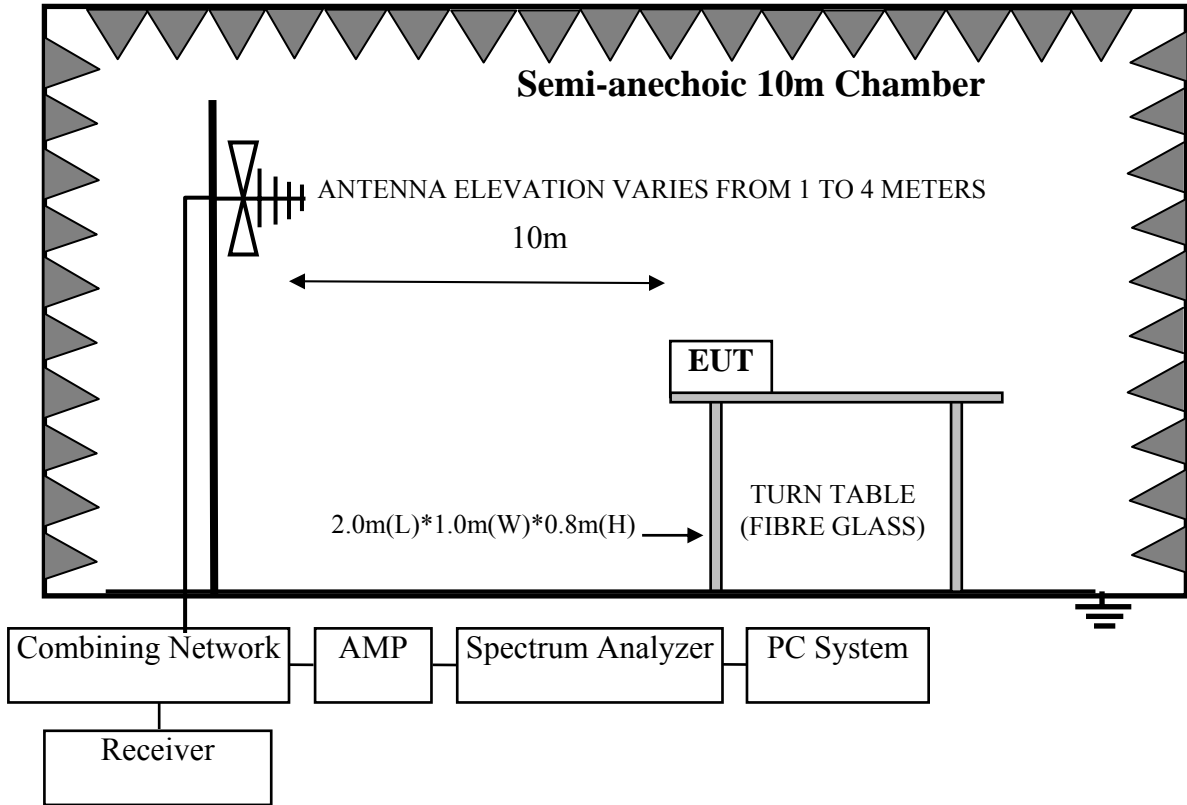 Semi-anechoic 10m Chamber
ANTENNA ELEVATION VARIES FROM 1 TO 4 METERS
10m
EUT
TURN TABLE
(FIBRE GLASS)
2.0m(L)*1.0m(W)*0.8m(H)
Combining Network
AMP
Spectrum Analyzer
PC System
Receiver